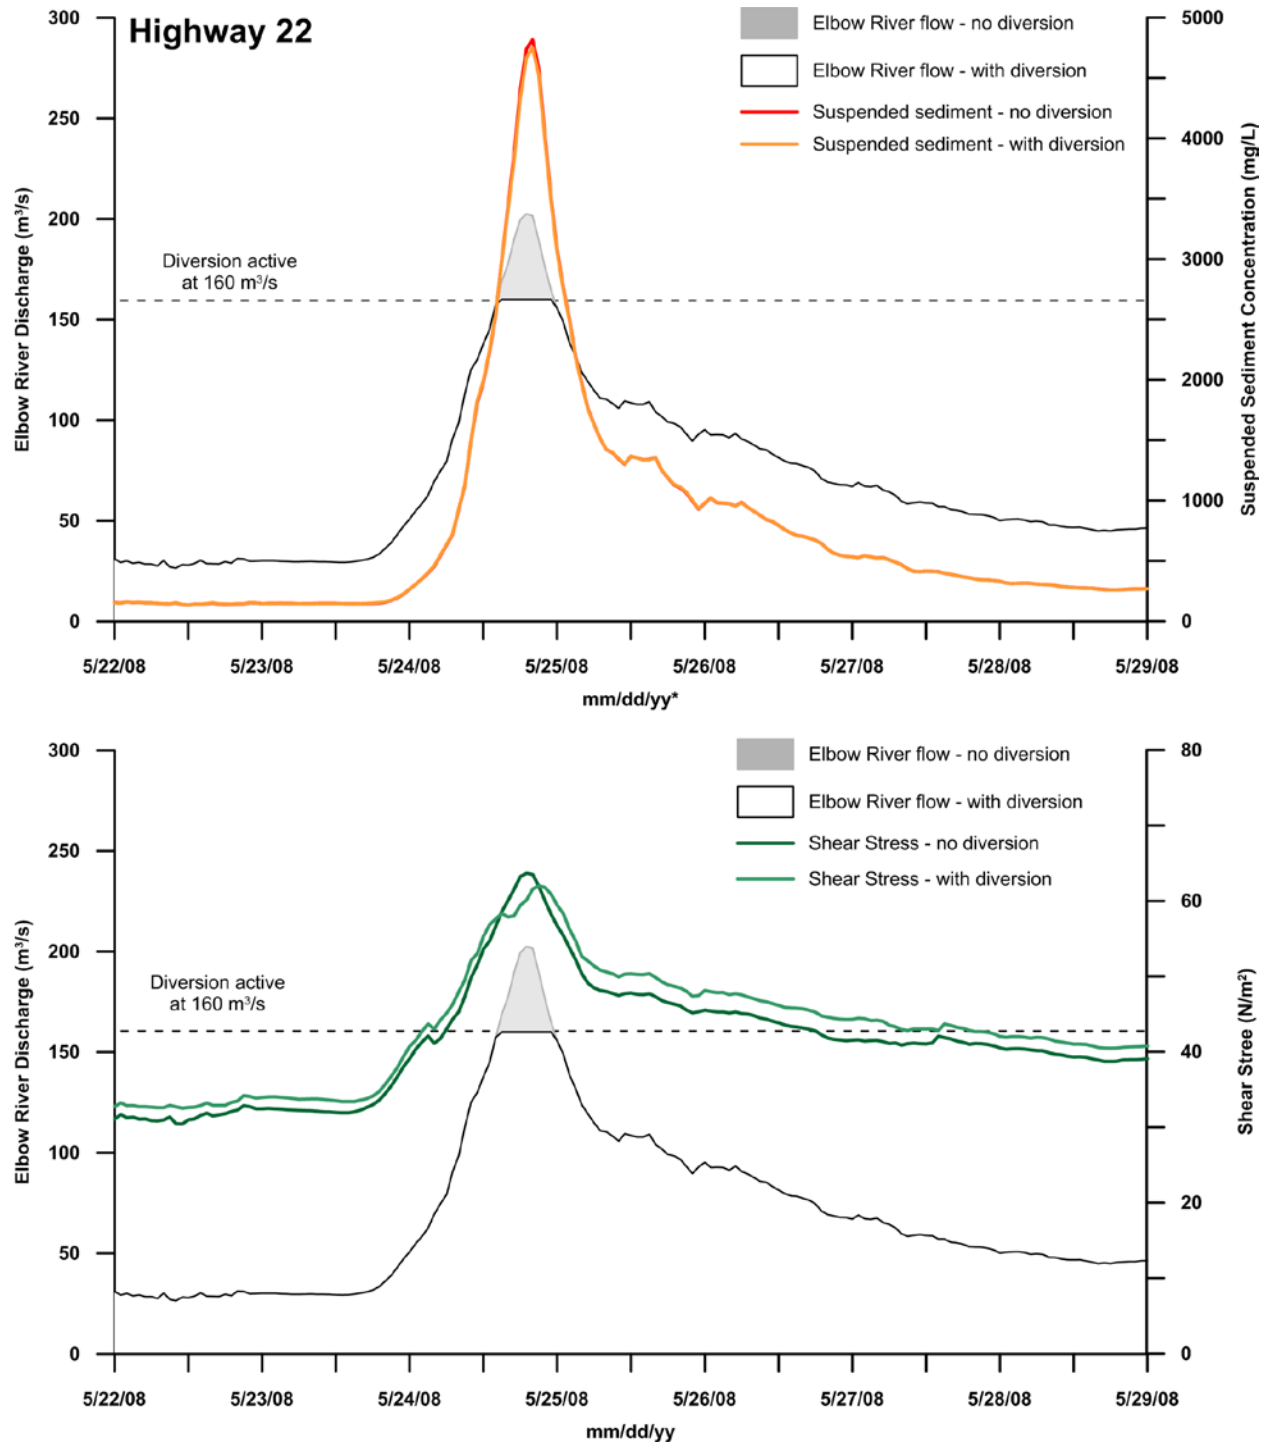 Highway 22
Elbow River flow - no diversion
Elbow River flow - with diversion
Suspended sediment - no diversion
Suspended sediment - with diversion
Diversion active
at 160 m³/s
Elbow River Discharge (m³/s)
300
250
200
150
100
50
0
Suspended Sediment Concentration (mg/L)
5000
4000
3000
2000
1000
0
5/22/08 5/23/08 5/24/08 5/25/08 5/26/08 5/27/08 5/28/08 5/29/08
mm/dd/yy*
Elbow River flow - no diversion
Elbow River flow - with diversion
Shear Stress - no diversion
Shear Stress - with diversion
Diversion active
at 160 m³/s
Elbow River Discharge (m³/s)
300
250
200
150
100
50
0
Shear Stree (N/m²)
80
60
40
20
0
5/22/08 5/23/08 5/24/08 5/25/08 5/26/08 5/27/08 5/28/08 5/29/08
mm/dd/yy